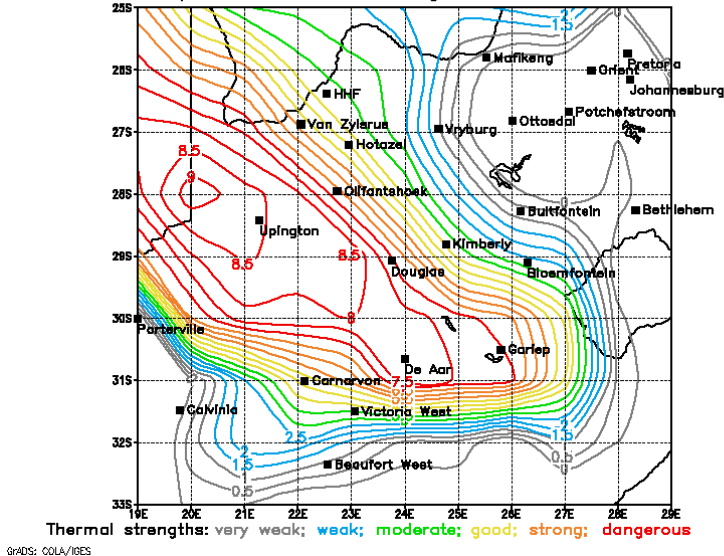 25S
26S
27S
28S
29S
30S
31S
32S
33S
19E 20E 21E 22E 23E 24E 25E 26E 27E 28E 29E
2
1.5
Mafikeng
Pretoria
Orient
Johannesburg
HHF
Potchefstroom
Van Zylsrus
Vryburg
Ottosdal
Hotazel
8.5
9
Olifantshoek
0
Bultfontein
Bethlehem
Upington
Kimberly
8.5
8.5
Douglas
Bloemfontein
8
Parterville
Gariep
De Aar
7.5
Carnarvon
Calvinia
Victoria West
2.5
2
1.5
2
1.5
Beaufort West
0.5
0
0.5
Thermal strengths: very weak; weak; moderate; good; strong; dangerous
GrADS: COLA/IGES